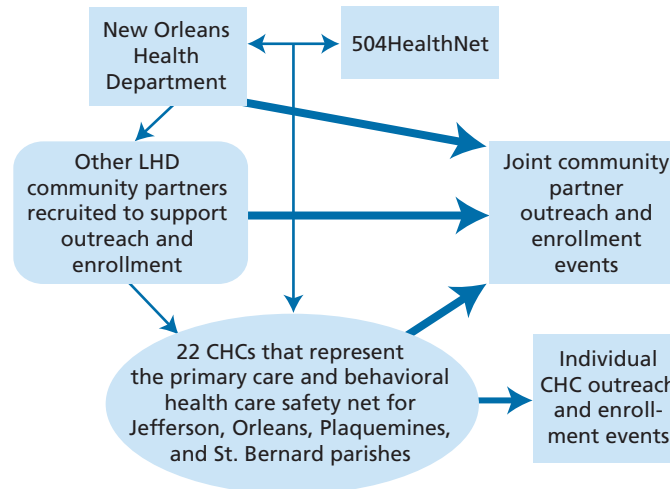 New Orleans
Health
Department
504HealthNet
Other LHD
community partners
recruited to support
outreach and
enrollment
Joint community
partner
outreach and
enrollment
events
22 CHCs that represent
the primary care and behavioral
health care safety net for
Jefferson, Orleans, Plaquemines,
and St. Bernard parishes
Individual
CHC outreach
and enroll-
ment events